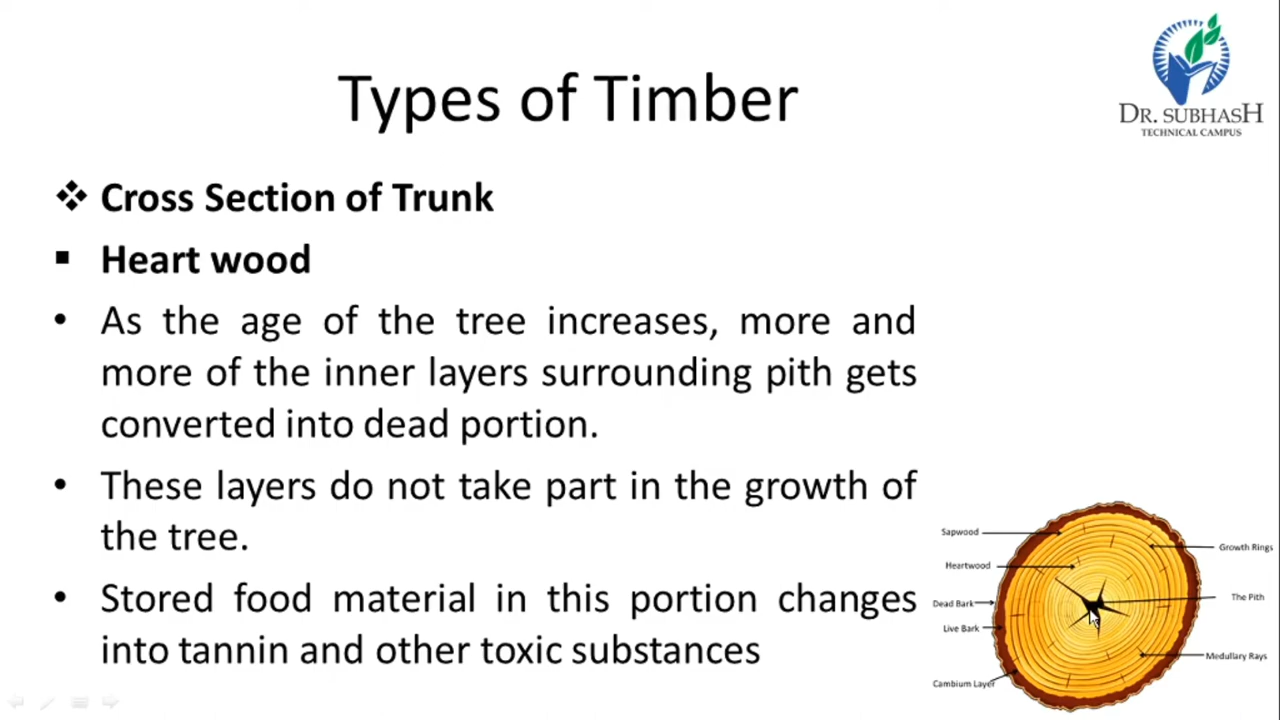 DR. SUBHASH
TECHNICAL CAMPUS
Types of Timber
Cross Section of Trunk
Heart wood
As the age of the tree increases, more and
more of the inner layers surrounding pith gets
converted into dead portion.
These layers do not take part in the growth of
the tree.
Stored food material in this portion changes
into tannin and other toxic substances
Sapwood
Growth Rings
Heartwood
The Pith
Dead Bark
Live Bark
Medullary Rays
Cambium Layer